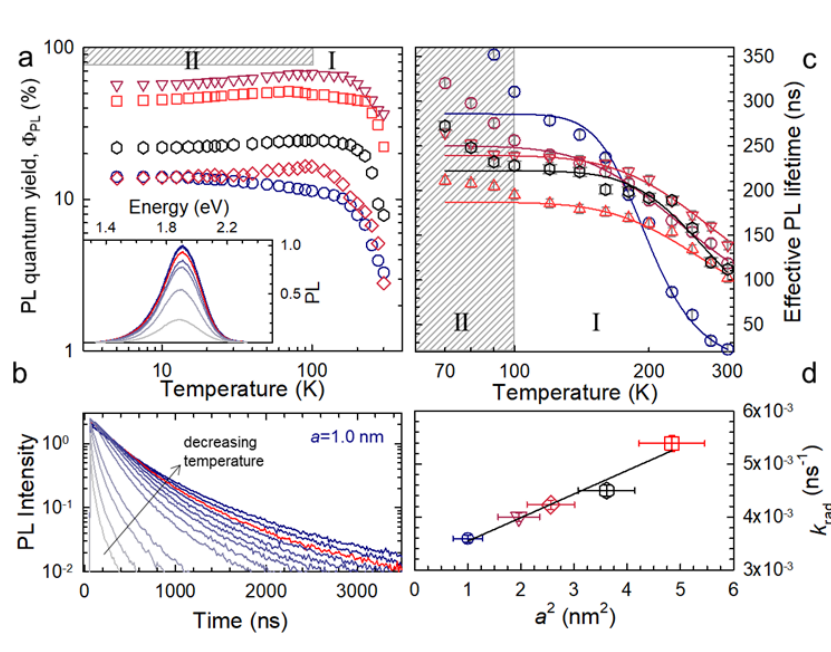 a
PL quantum yield, Φ_PL (%)
100
10
1
II
I
Energy (eV)
1.4 1.8 2.2
1.0
0.5
PL
10 100
Temperature (K)
c
Effective PL lifetime (ns)
350
300
250
200
150
100
50
II
I
70 100 200 300
Temperature (K)
b
PL Intensity
10⁰
10⁻¹
10⁻²
decreasing
temperature
a=1.0 nm
0 1000 2000 3000
Time (ns)
d
6x10⁻³
5x10⁻³
4x10⁻³
3x10⁻³
k_rad (ns⁻¹)
0 1 2 3 4 5 6
a² (nm²)